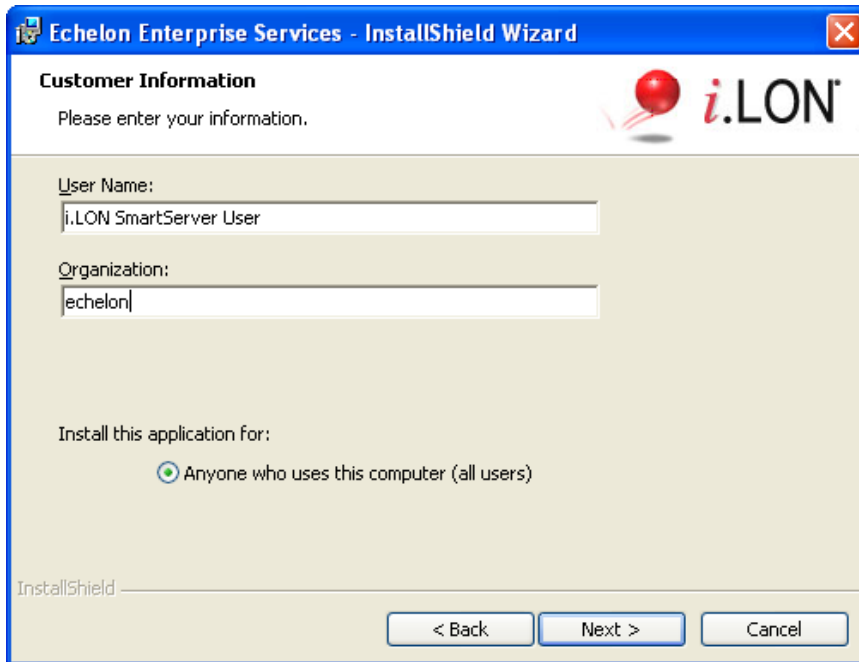 Echelon Enterprise Services - InstallShield Wizard
Customer Information
Please enter your information.
i.LON
User Name:
i.LON SmartServer User
Organization:
echelon
Install this application for:
Anyone who uses this computer (all users)
InstallShield
< Back
Next >
Cancel